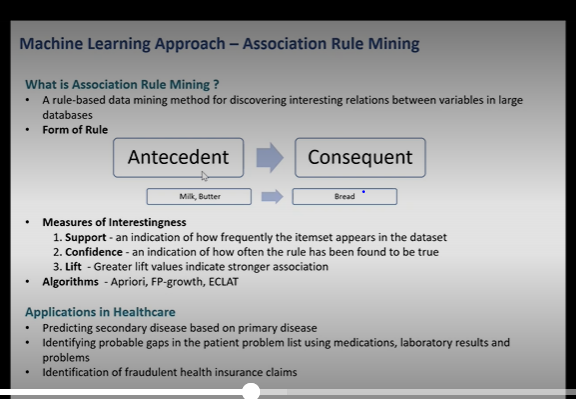 Machine Learning Approach – Association Rule Mining
What is Association Rule Mining ?
• A rule-based data mining method for discovering interesting relations between variables in large
databases
• Form of Rule
Antecedent
Consequent
Milk, Butter
Bread
• Measures of Interestingness
1. Support - an indication of how frequently the itemset appears in the dataset
2. Confidence - an indication of how often the rule has been found to be true
3. Lift - Greater lift values indicate stronger association
• Algorithms - Apriori, FP-growth, ECLAT
Applications in Healthcare
• Predicting secondary disease based on primary disease
• Identifying probable gaps in the patient problem list using medications, laboratory results and
problems
• Identification of fraudulent health insurance claims